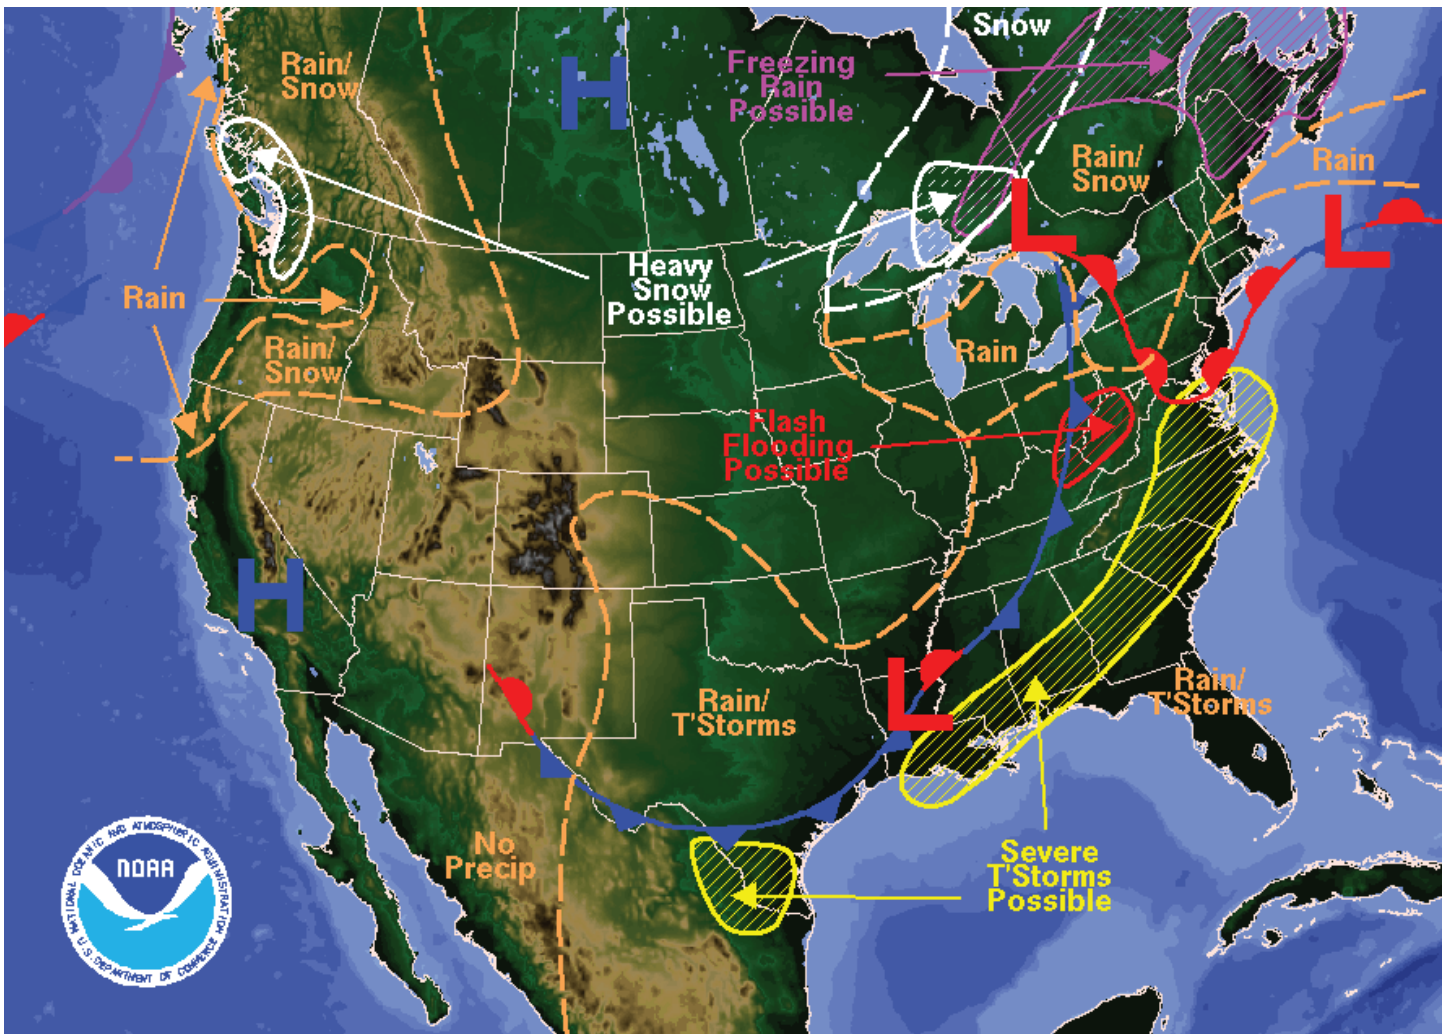 Snow
Rain/
Snow
H
Freezing
Rain
Possible
Rain/
Snow
Rain
L
L
Rain
Heavy
Snow
Possible
Rain/
Snow
Rain
Flash
Flooding
Possible
H
L
Rain/
T'Storms
Rain/
T'Storms
No
Precip
Severe
T'Storms
Possible
NATIONAL OCEANIC AND ATMOSPHERIC ADMINISTRATION
NOAA
U.S. DEPARTMENT OF COMMERCE